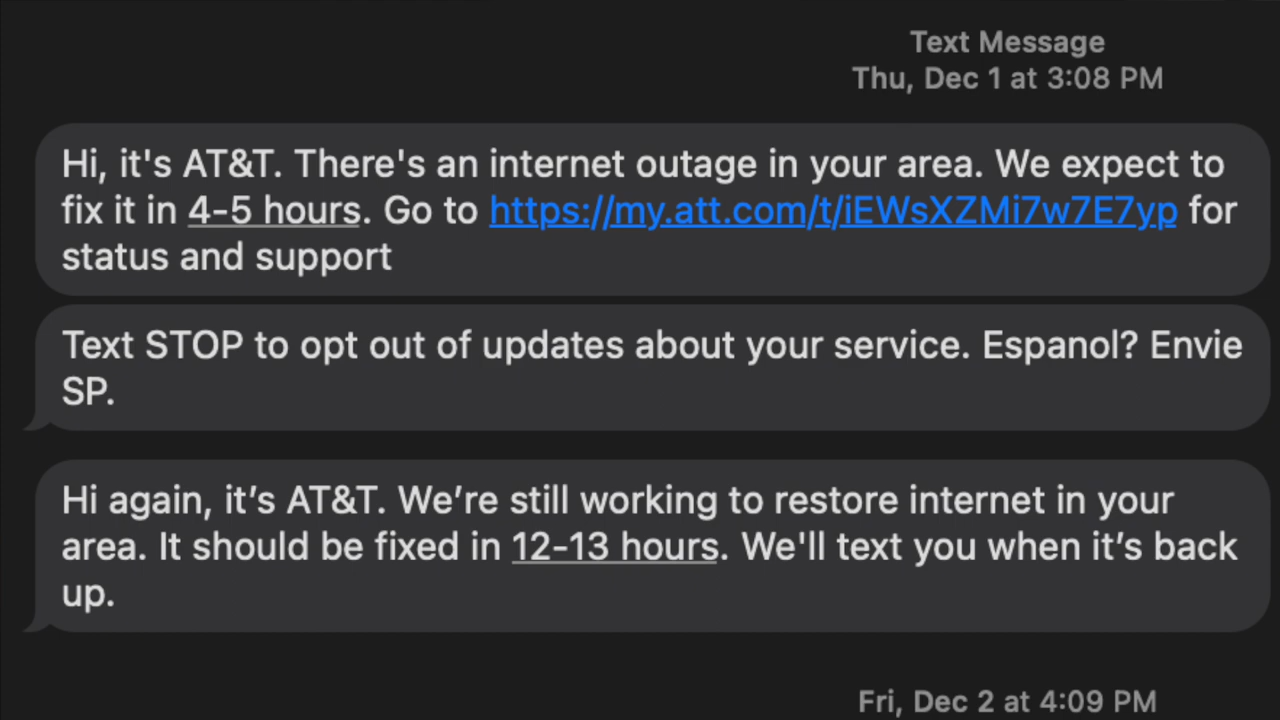 Text Message
Thu, Dec 1 at 3:08 PM
Hi, it's AT&T. There's an internet outage in your area. We expect to
fix it in 4-5 hours. Go to https://my.att.com/t/iEWsXZMi7w7E7yp for
status and support
Text STOP to opt out of updates about your service. Espanol? Envie
SP.
Hi again, it’s AT&T. We’re still working to restore internet in your
area. It should be fixed in 12-13 hours. We'll text you when it’s back
up.
Fri, Dec 2 at 4:09 PM